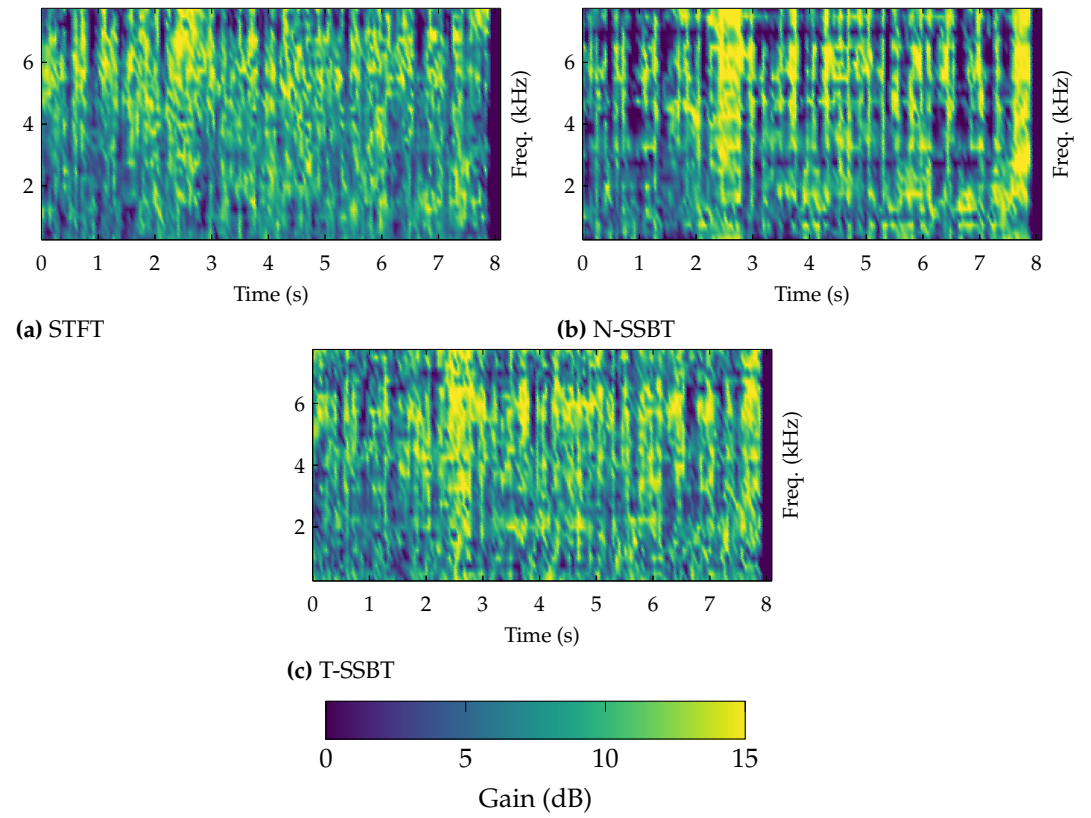 6
4
2
Freq. (kHz)
0 1 2 3 4 5 6 7 8
Time (s)
(a) STFT
6
4
2
Freq. (kHz)
0 1 2 3 4 5 6 7 8
Time (s)
(b) N-SSBT
6
4
2
Freq. (kHz)
0 1 2 3 4 5 6 7 8
Time (s)
(c) T-SSBT
0 5 10 15
Gain (dB)